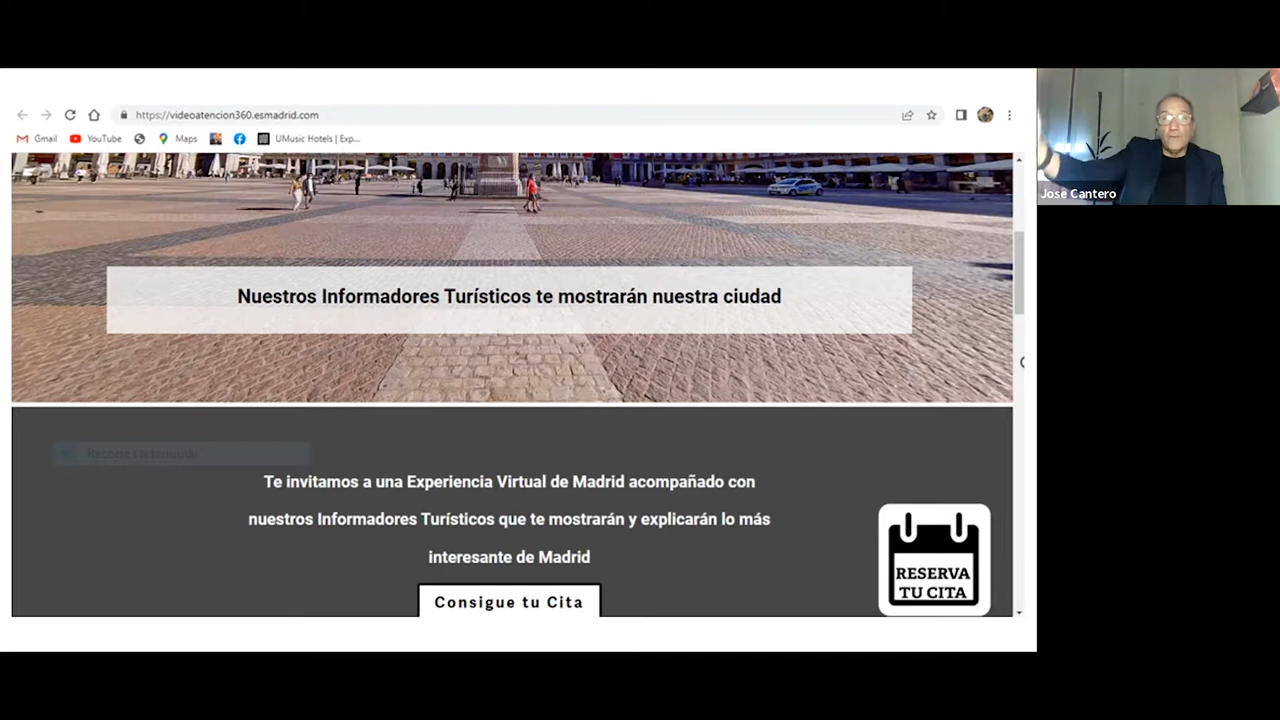 https://videoatencion360.esmadrid.com
Gmail YouTube Maps UMusic Hotels | Exp...
Jose Cantero
Nuestros Informadores Turísticos te mostrarán nuestra ciudad
Te invitamos a una Experiencia Virtual de Madrid acompañado con
nuestros Informadores Turísticos que te mostrarán y explicarán lo más
interesante de Madrid
Consigue tu Cita
RESERVA
TU CITA